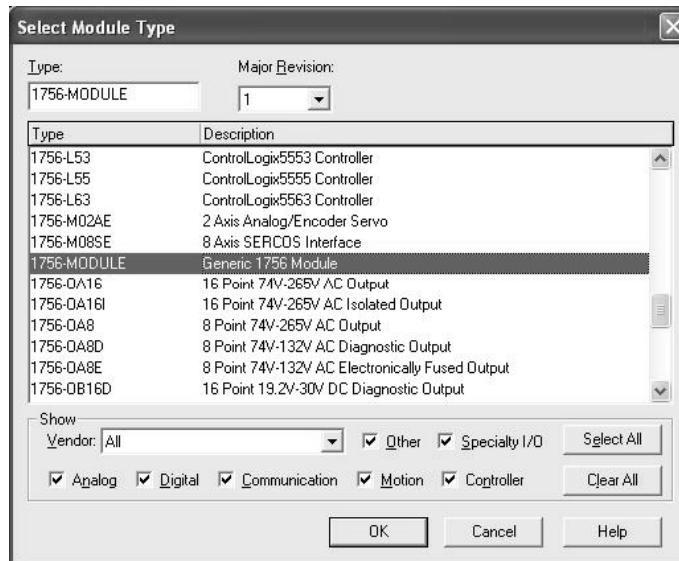 Select Module Type
Type: Major Revision:
1756-MODULE 1
Type Description
1756-L53 ControlLogix5553 Controller
1756-L55 ControlLogix5555 Controller
1756-L63 ControlLogix5563 Controller
1756-M02AE 2 Axis Analog/Encoder Servo
1756-M08SE 8 Axis SERCOS Interface
1756-MODULE Generic 1756 Module
1756-OA16 16 Point 74V-265V AC Output
1756-OA16I 16 Point 74V-265V AC Isolated Output
1756-OA8 8 Point 74V-265V AC Output
1756-OA8D 8 Point 74V-132V AC Diagnostic Output
1756-OA8E 8 Point 74V-132V AC Electronically Fused Output
1756-OB16D 16 Point 19.2V-30V DC Diagnostic Output
Show
Vendor: All Other Specialty I/O Select All
Analog Digital Communication Motion Controller Clear All
OK Cancel Help